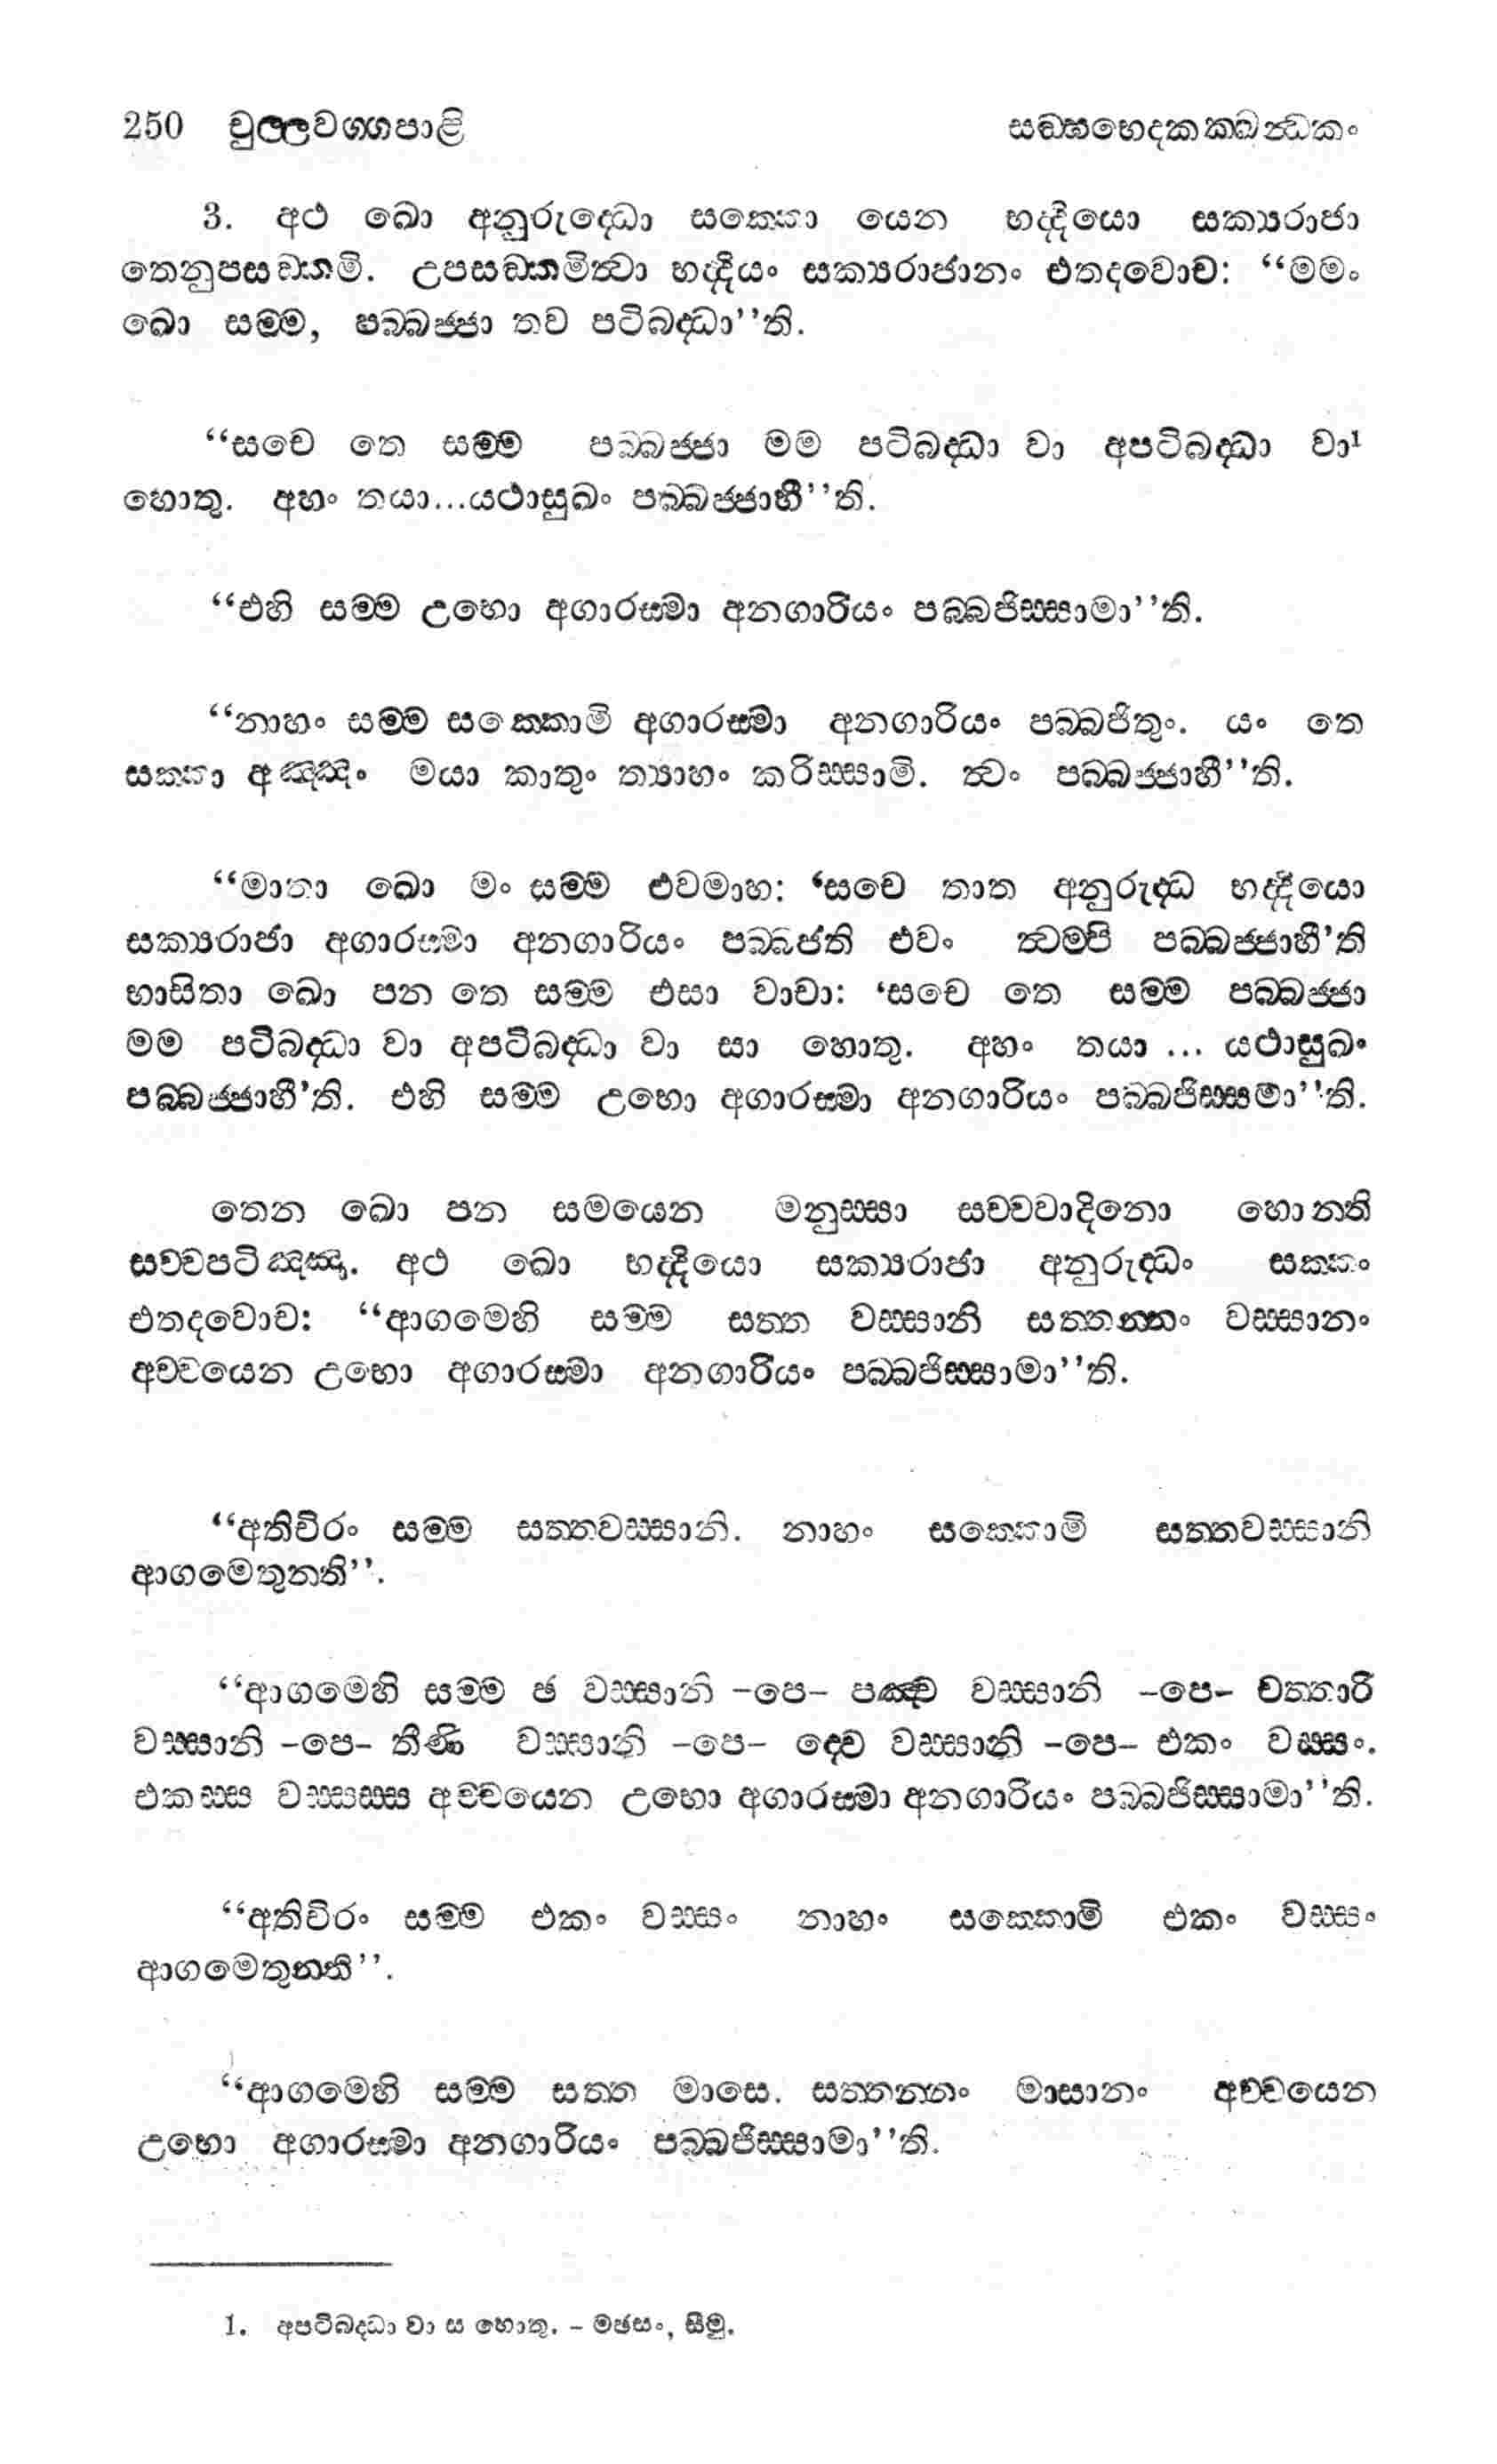 250 චුල්ලවග්ගපාළි සඞ්ඝභෙදකක්ඛන්ධකං
3. අථ ඛො අනුරුද්ධො සක්කො යෙන භද්දියො සක්‍යරාජා
තෙනුපසඞ්කමි. උපසඞ්කමිත්වා භද්දියං සක්‍යරාජානං එතදවොච: “මමං
ඛො සම්ම, පබ්බජ්ජා තව පටිබද්ධා’’ති.
“සචෙ තෙ සම්ම පබ්බජ්ජා මම පටිබද්ධා වා අපටිබද්ධා වා¹
හොතු. අහං තයා...යථාසුඛං පබ්බජ්ජාහී’’ති.
“එහි සම්ම උභො අගාරස්මා අනගාරියං පබ්බජිස්සාමා’’ති.
“නාහං සම්ම සක්කොමි අගාරස්මා අනගාරියං පබ්බජිතුං. යං තෙ
සක්කා අඤ්ඤං මයා කාතුං ත්‍යාහං කරිස්සාමි. ත්වං පබ්බජ්ජාහී’’ති.
“මාතා ඛො මං සම්ම එවමාහ: ‘සචෙ තාත අනුරුද්ධ භද්දියො
සක්‍යරාජා අගාරස්මා අනගාරියං පබ්බජති එවං ත්වම්පි පබ්බජ්ජාහී’ති
භාසිතා ඛො පන තෙ සම්ම එසා වාචා: ‘සචෙ තෙ සම්ම පබ්බජ්ජා
මම පටිබද්ධා වා අපටිබද්ධා වා සා හොතු. අහං තයා ... යථාසුඛං
පබ්බජ්ජාහී’ති. එහි සම්ම උභො අගාරස්මා අනගාරියං පබ්බජිස්සමා’’ති.
තෙන ඛො පන සමයෙන මනුස්සා සච්චවාදිනො හොන්ති
සච්චපටිඤ්ඤා. අථ ඛො භද්දියො සක්‍යරාජා අනුරුද්ධං සක්කං
එතදවොච: “ආගමෙහි සම්ම සත්ත වස්සානි සත්තන්නං වස්සානං
අච්චයෙන උභො අගාරස්මා අනගාරියං පබ්බජිස්සාමා’’ති.
“අතිචිරං සම්ම සත්තවස්සානි. නාහං සක්කොමි සත්තවස්සානි
ආගමෙතුන්ති’’.
“ආගමෙහි සම්ම ඡ වස්සානි –පෙ– පඤ්ච වස්සානි –පෙ– චත්තාරි
වස්සානි –පෙ– තීණි වස්සානි –පෙ– ද්වෙ වස්සානි –පෙ– එකං වස්සං.
එකස්ස වස්සස්ස අච්චයෙන උභො අගාරස්මා අනගාරියං පබ්බජිස්සාමා’’ති.
“අතිචිරං සම්ම එකං වස්සං නාහං සක්කොමි එකං වස්සං
ආගමෙතුන්ති’’.
“ආගමෙහි සම්ම සත්ත මාසෙ. සත්තන්නං මාසානං අච්චයෙන
උභො අගාරස්මා අනගාරියං පබ්බජිස්සාමා’’ති.
1. අපටිබද්ධා වා ස හොතු. – මඡසං, සීමු.